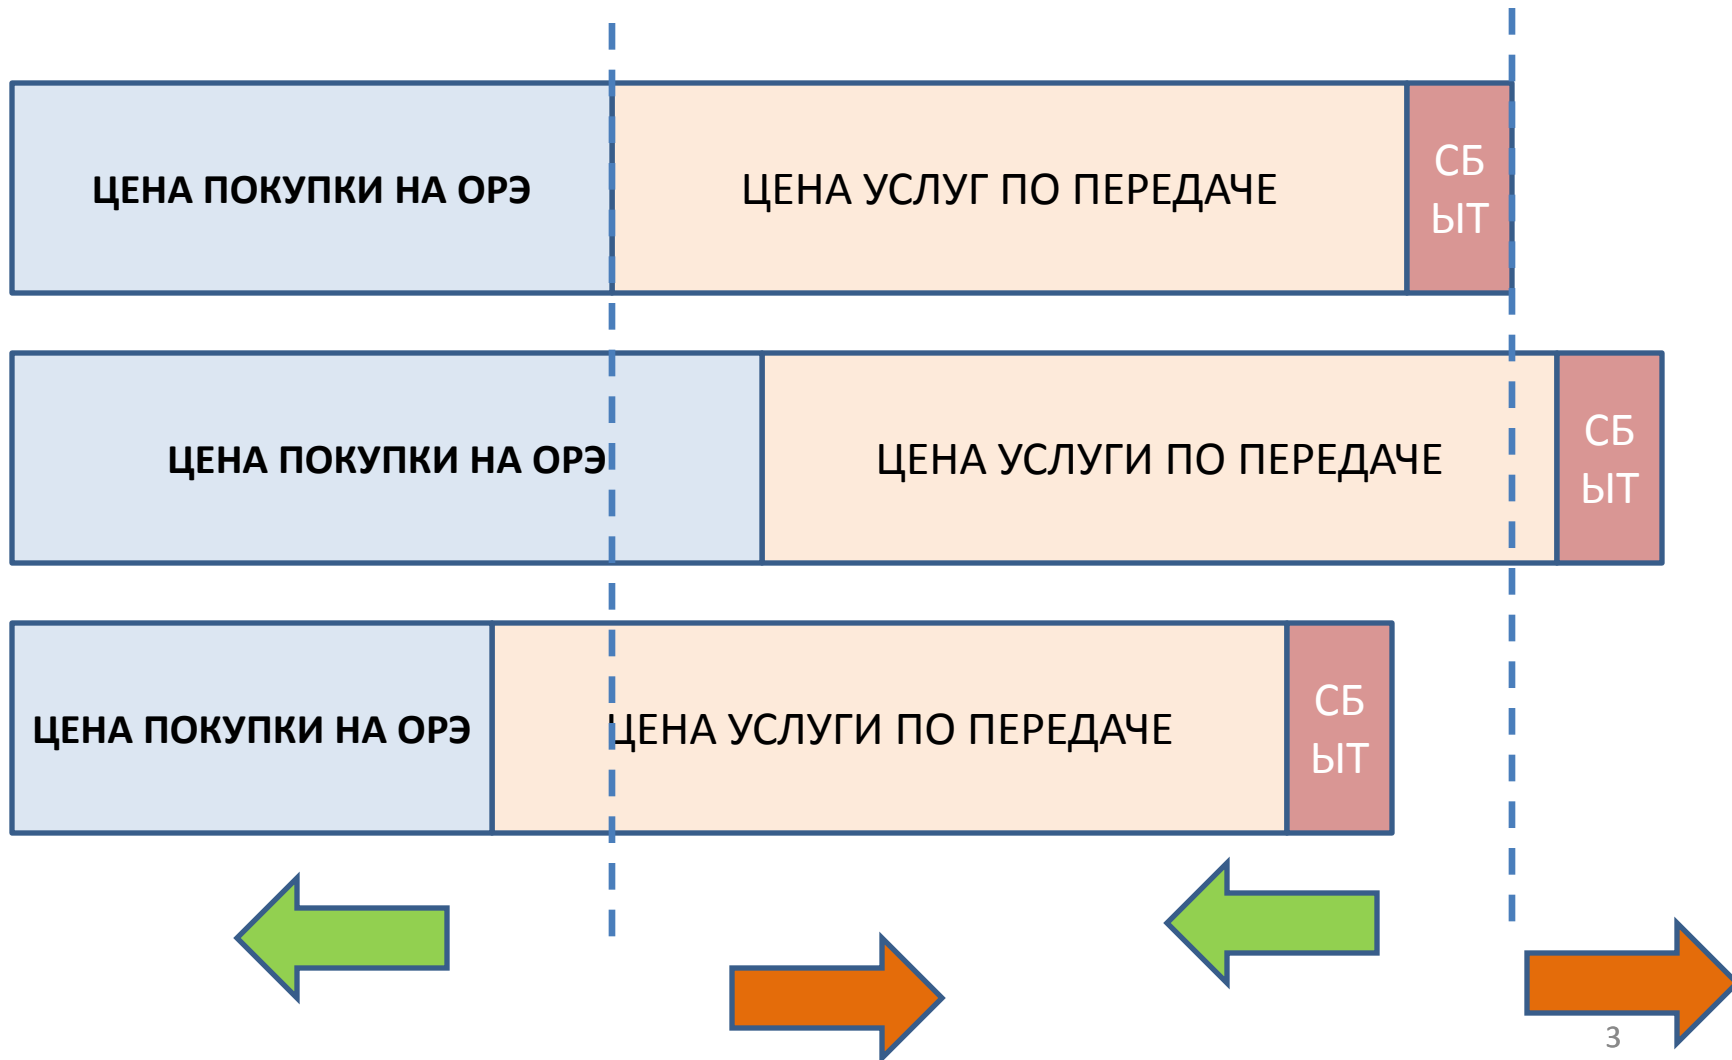 ЦЕНА ПОКУПКИ НА ОРЭ
ЦЕНА УСЛУГ ПО ПЕРЕДАЧЕ
СБ
ЫТ
ЦЕНА ПОКУПКИ НА ОРЭ
ЦЕНА УСЛУГИ ПО ПЕРЕДАЧЕ
СБ
ЫТ
ЦЕНА ПОКУПКИ НА ОРЭ
ЦЕНА УСЛУГИ ПО ПЕРЕДАЧЕ
СБ
ЫТ
3